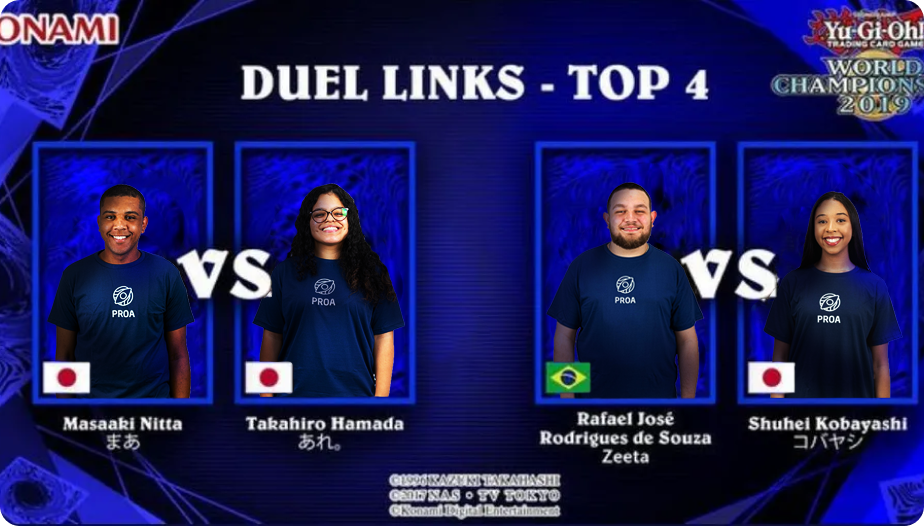 KONAMI
Yu-Gi-Oh!
TRADING CARD GAME
WORLD
CHAMPIONS
2019
DUEL LINKS - TOP 4
VS
VS
PROA
PROA
PROA
PROA
Masaaki Nitta
まあ
Takahiro Hamada
あれ。
Rafael José
Rodrigues de Souza
Zeeta
Shuhei Kobayashi
コバヤシ
©1996 KAZUKI TAKAHASHI
©2017 NAS • TV TOKYO
©Konami Digital Entertainment